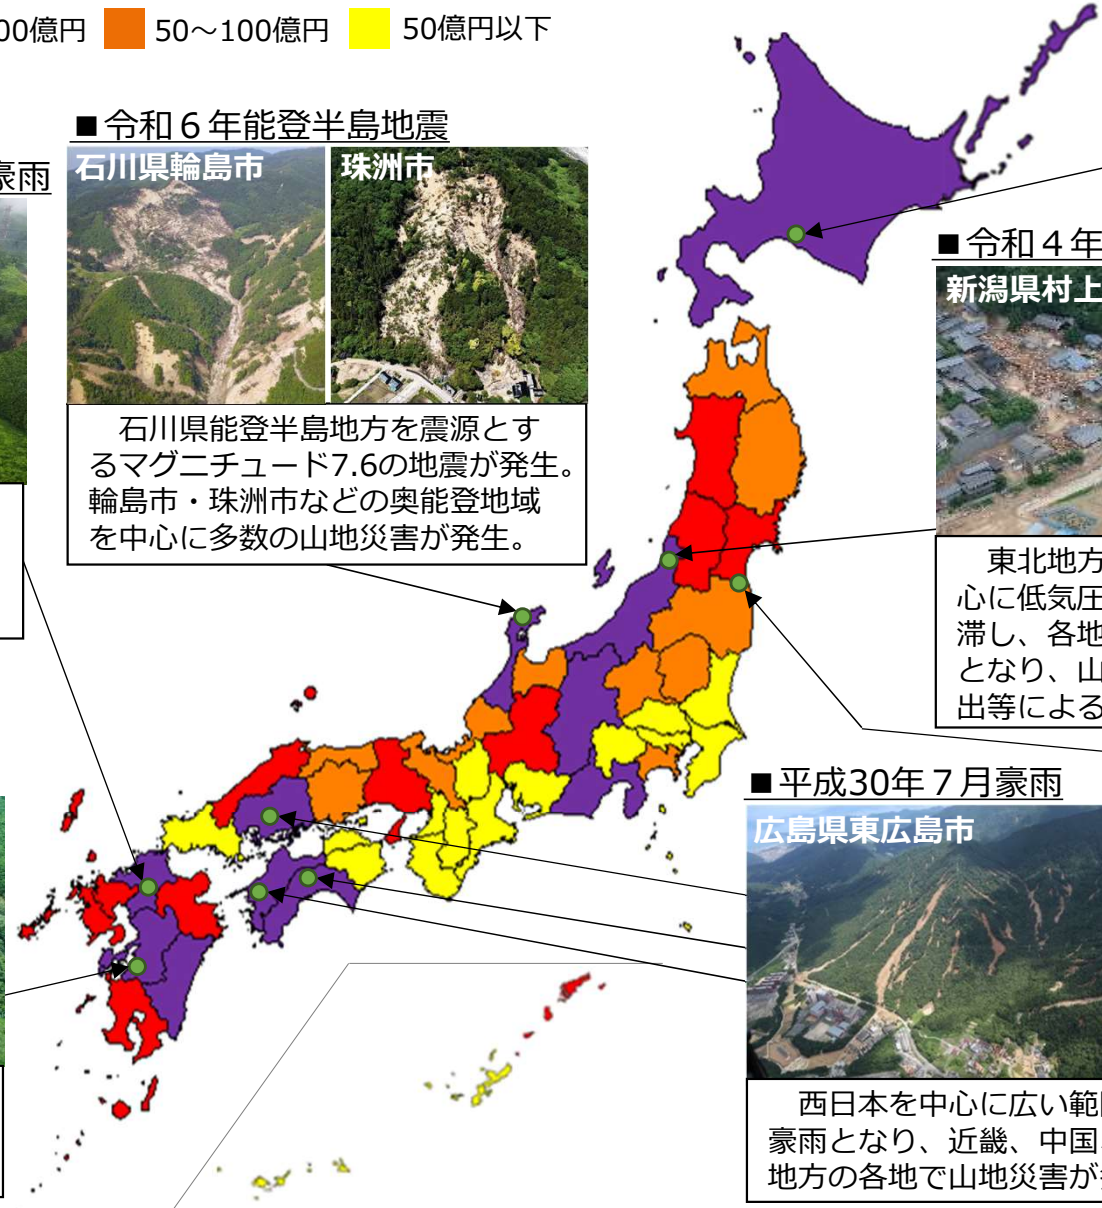 00億円 50～100億円 50億円以下
■令和６年能登半島地震
豪雨
石川県輪島市
珠洲市
石川県能登半島地方を震源とす
るマグニチュード7.6の地震が発生。
輪島市・珠洲市などの奥能登地域
を中心に多数の山地災害が発生。
■令和４年
新潟県村上
東北地方
心に低気圧
滞し、各地
となり、山
出等による
■平成30年７月豪雨
広島県東広島市
西日本を中心に広い範
豪雨となり、近畿、中国
地方の各地で山地災害が